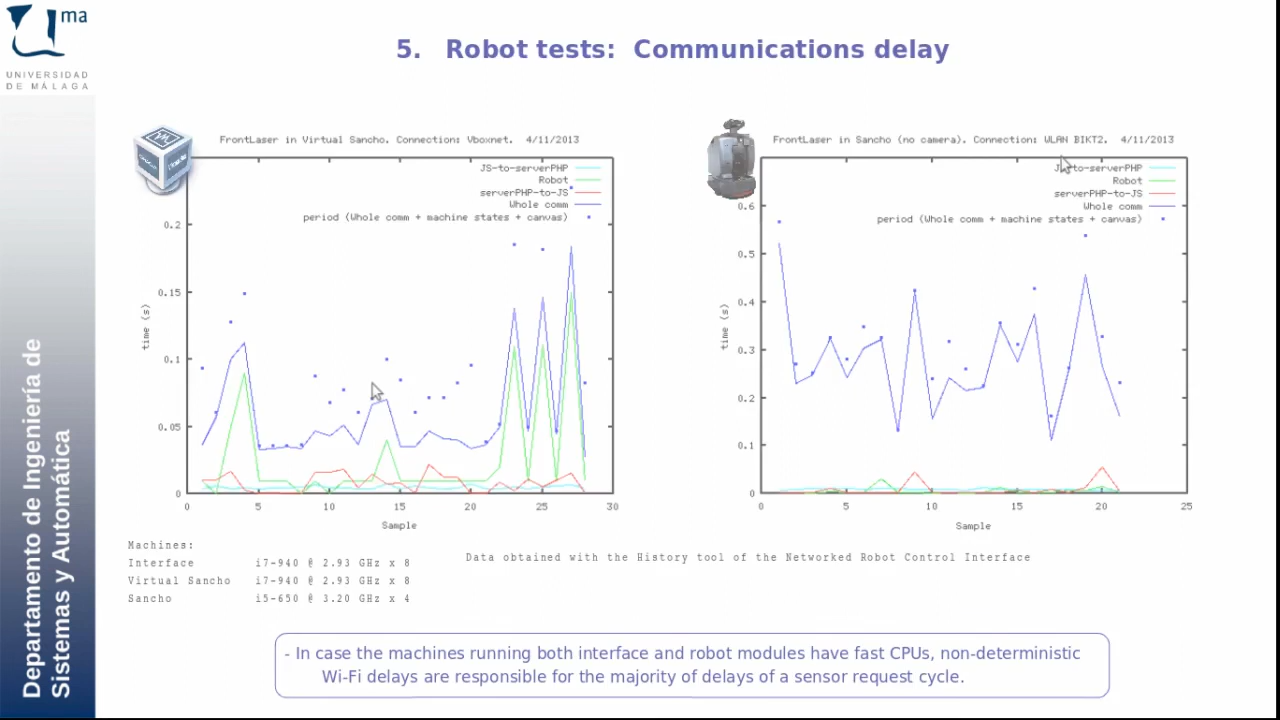 ma
UNIVERSIDAD
DE MÁLAGA
Departamento de Ingeniería de
Sistemas y Automática
5. Robot tests: Communications delay
FrontLaser in Virtual Sancho. Connection: Vboxnet. 4/11/2013
JS-to-serverPHP
Robot
serverPHP-to-JS
Whole comm
period (Whole comm + machine states + canvas)
0.2
0.15
0.1
0.05
0
time (s)
0 5 10 15 20 25 30
Sample
FrontLaser in Sancho (no camera). Connection: WLAN BIKT2. 4/11/2013
JS-to-serverPHP
Robot
serverPHP-to-JS
Whole comm
period (Whole comm + machine states + canvas)
0.6
0.5
0.4
0.3
0.2
0.1
0
time (s)
0 5 10 15 20 25
Sample
Machines:
Interface i7-940 @ 2.93 GHz x 8
Virtual Sancho i7-940 @ 2.93 GHz x 8
Sancho i5-650 @ 3.20 GHz x 4
Data obtained with the History tool of the Networked Robot Control Interface
- In case the machines running both interface and robot modules have fast CPUs, non-deterministic
Wi-Fi delays are responsible for the majority of delays of a sensor request cycle.